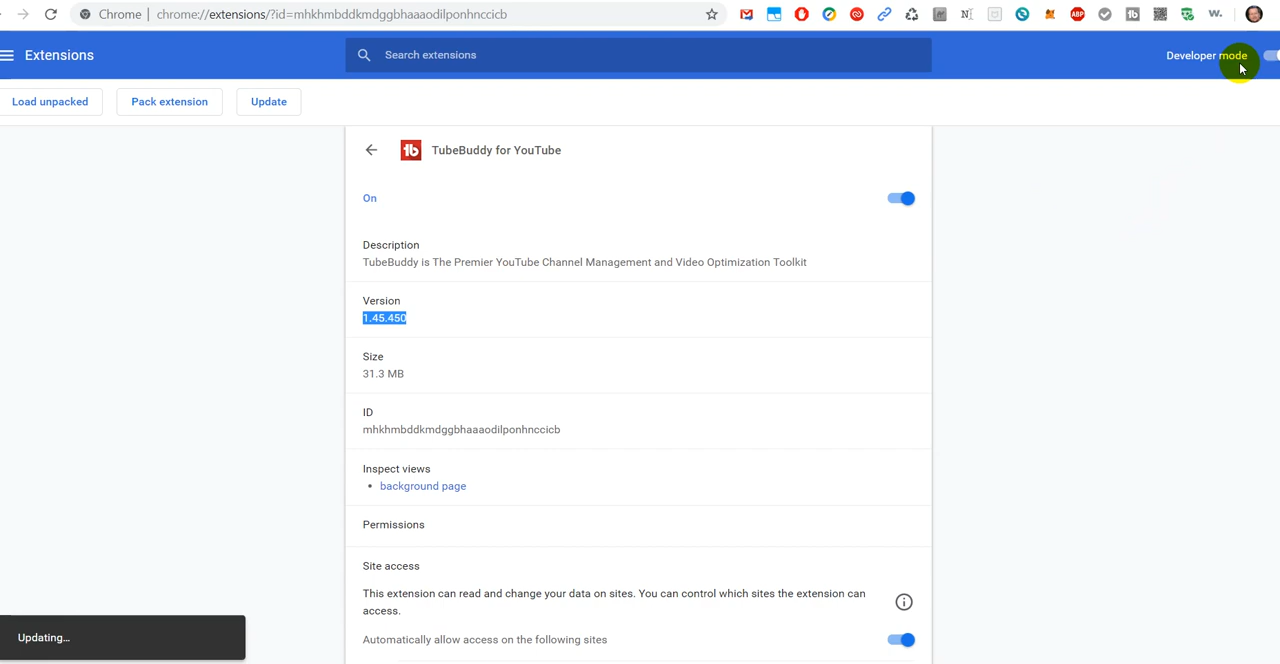 Chrome | chrome://extensions/?id=mhkhmbddkmdggbhaaaodilponhnccicb
N
ABP
1b
W.
Extensions
Search extensions
Developer mode
Load unpacked
Pack extension
Update
1b TubeBuddy for YouTube
On
Description
TubeBuddy is The Premier YouTube Channel Management and Video Optimization Toolkit
Version
1.45.450
Size
31.3 MB
ID
mhkhmbddkmdggbhaaaodilponhnccicb
Inspect views
• background page
Permissions
Site access
This extension can read and change your data on sites. You can control which sites the extension can
access.
Automatically allow access on the following sites
Updating...